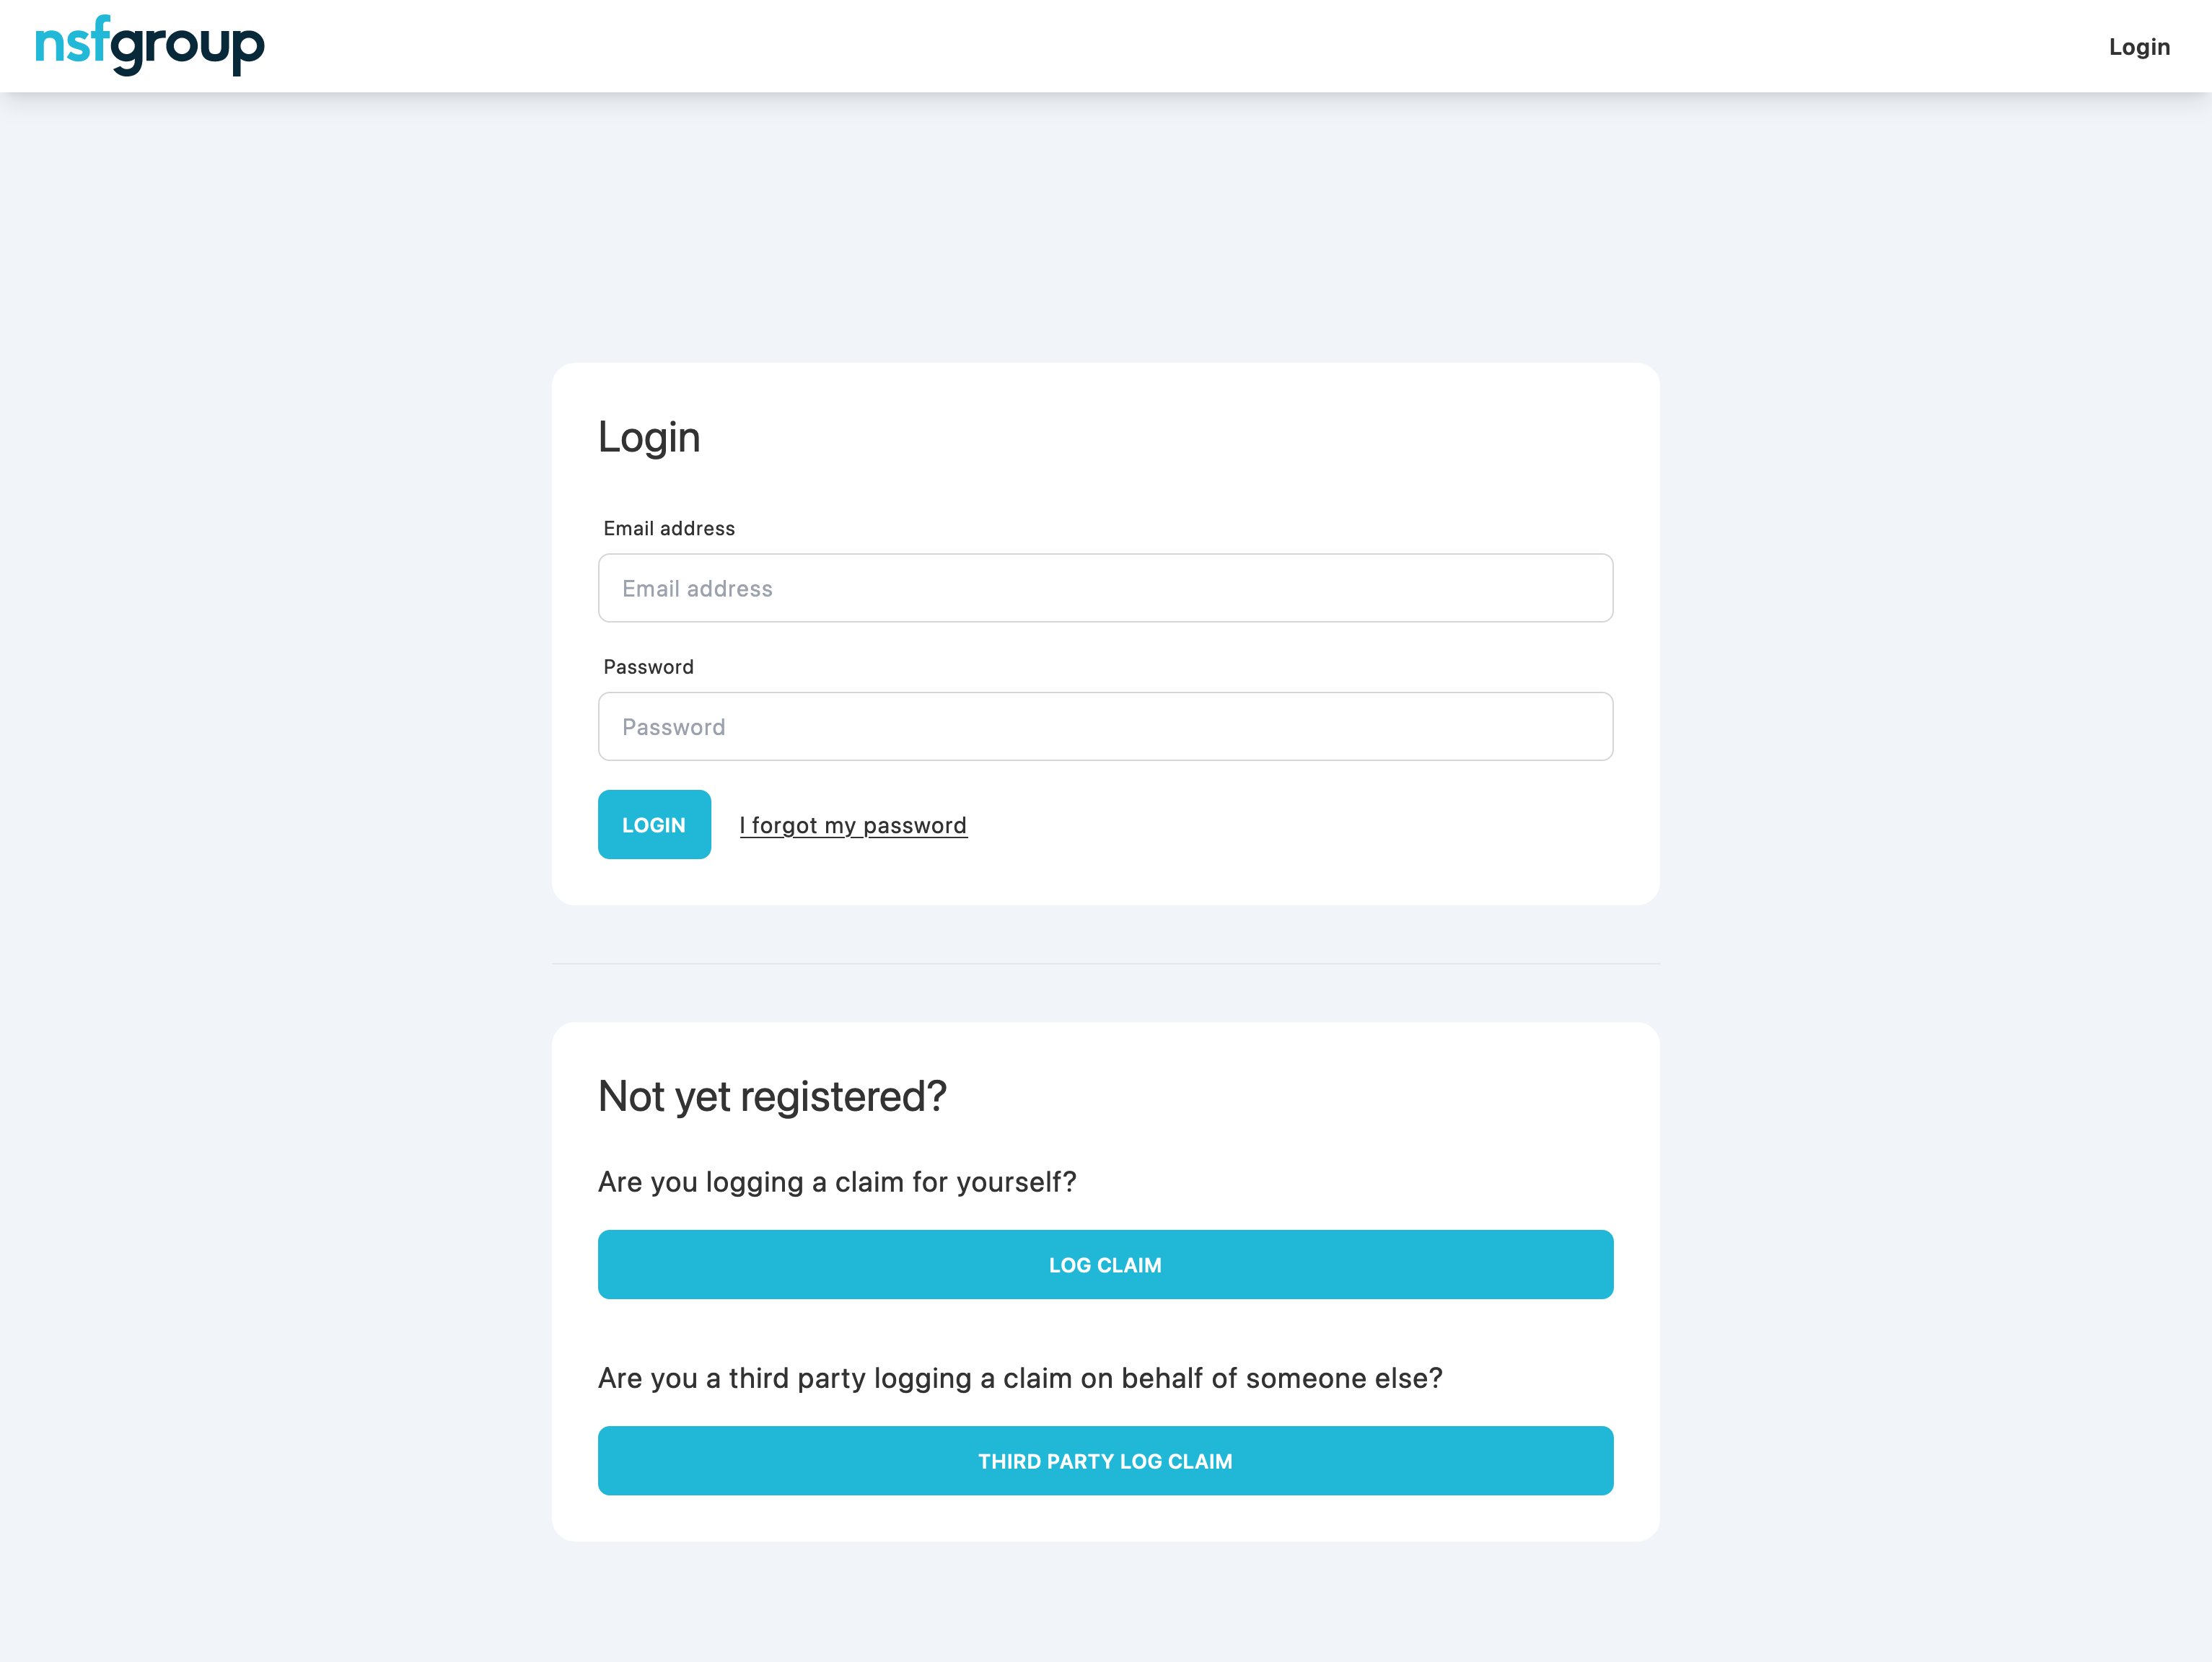 nsfgroup
Login
Login
Email address
Email address
Password
Password
LOGIN
I forgot my password
Not yet registered?
Are you logging a claim for yourself?
LOG CLAIM
Are you a third party logging a claim on behalf of someone else?
THIRD PARTY LOG CLAIM